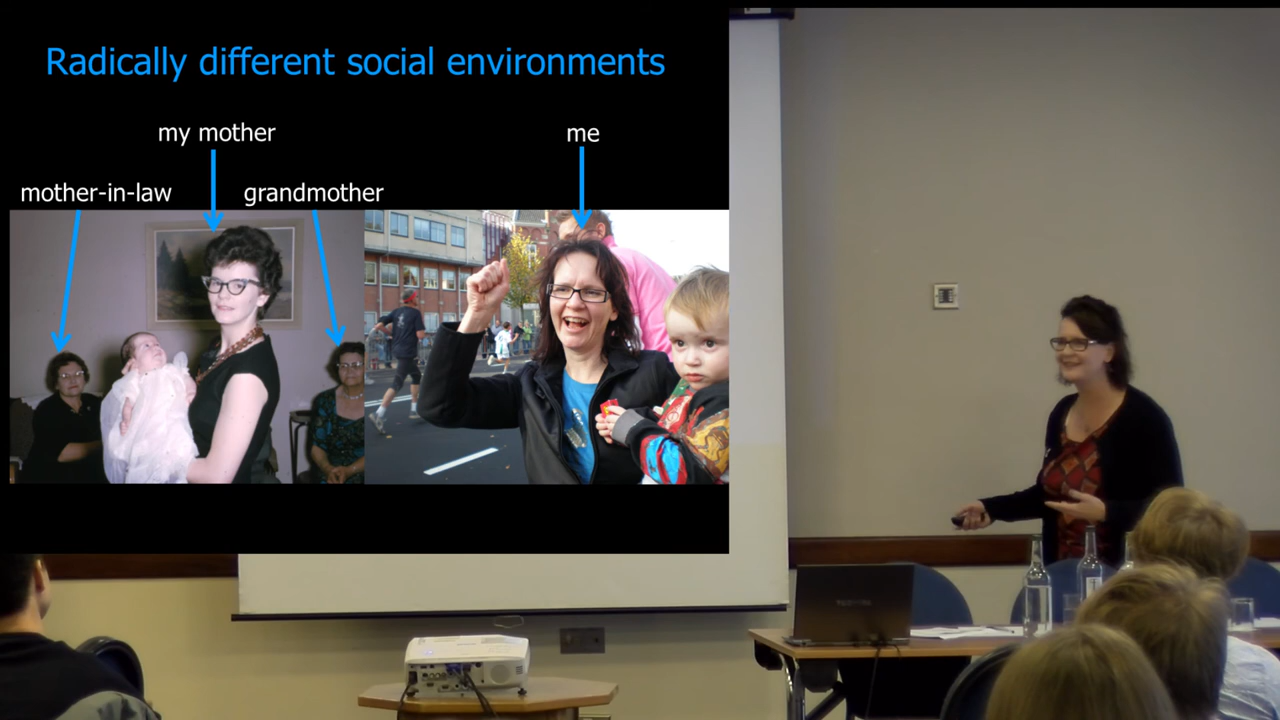 Radically different social environments
my mother
me
mother-in-law
grandmother